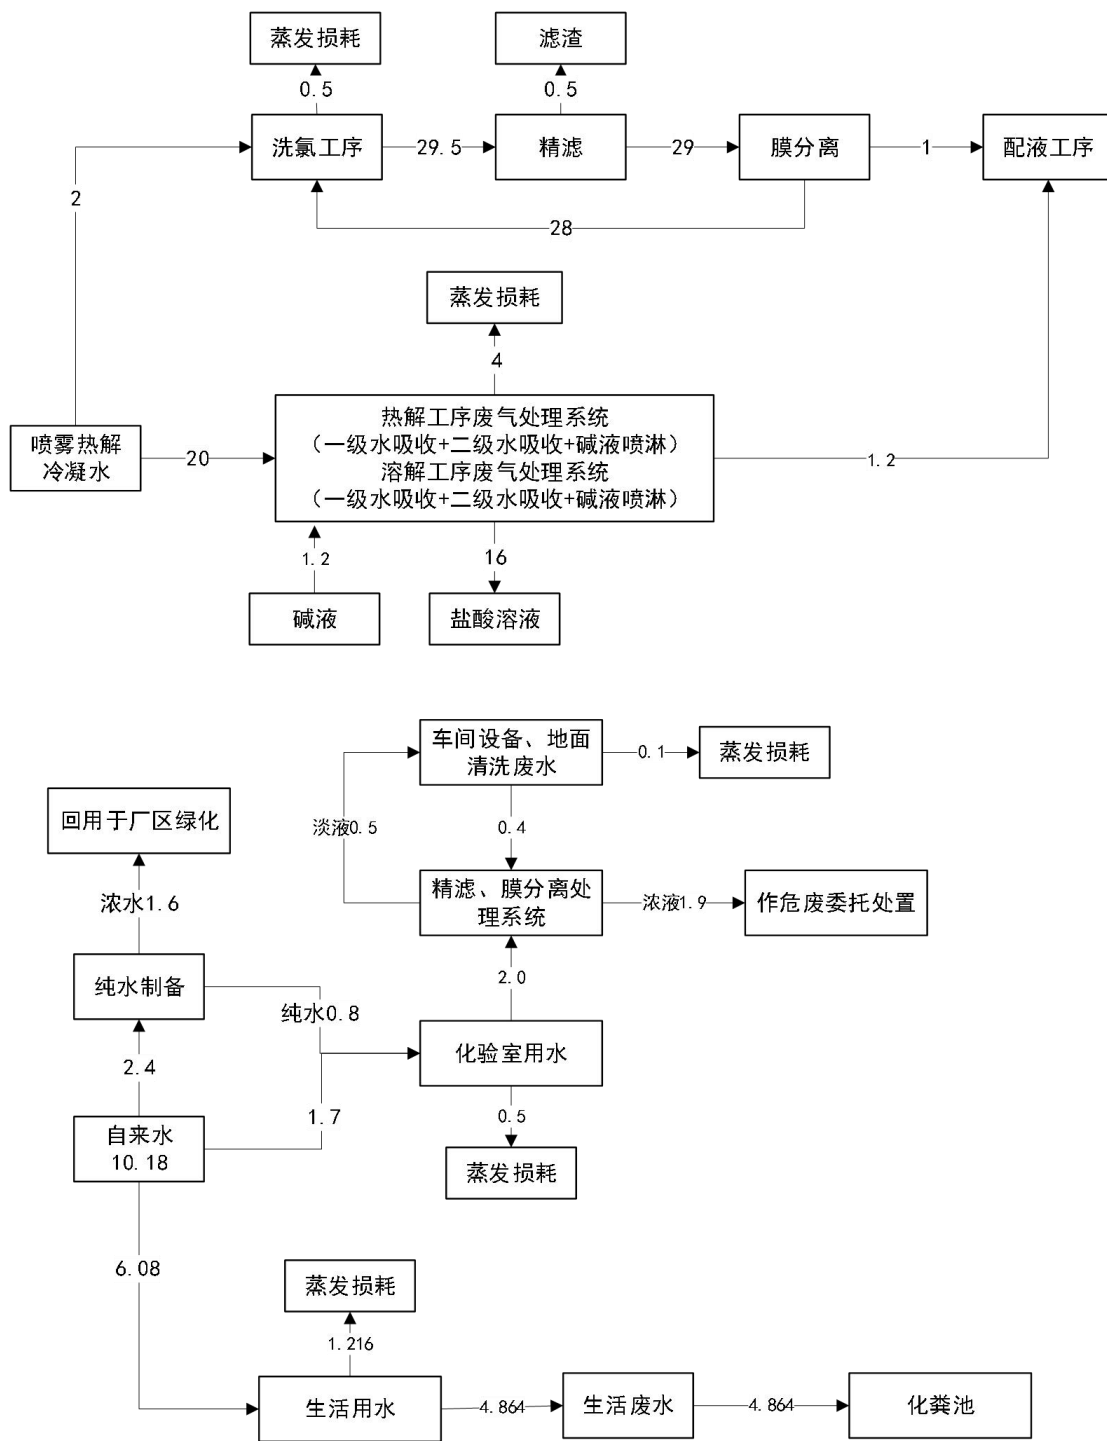 蒸发损耗
滤渣
0.5
0.5
洗氯工序
29.5
精滤
29
膜分离
1
配液工序
2
28
蒸发损耗
4
喷雾热解
冷凝水
20
热解工序废气处理系统
（一级水吸收+二级水吸收+碱液喷淋）
溶解工序废气处理系统
（一级水吸收+二级水吸收+碱液喷淋）
1.2
1.2
16
碱液
盐酸溶液
车间设备、地面
清洗废水
0.1
蒸发损耗
回用于厂区绿化
淡液0.5
0.4
浓水1.6
精滤、膜分离处
理系统
浓液1.9
作危废委托处置
纯水制备
纯水0.8
2.0
化验室用水
2.4
1.7
0.5
自来水
10.18
蒸发损耗
6.08
蒸发损耗
1.216
生活用水
4.864
生活废水
4.864
化粪池